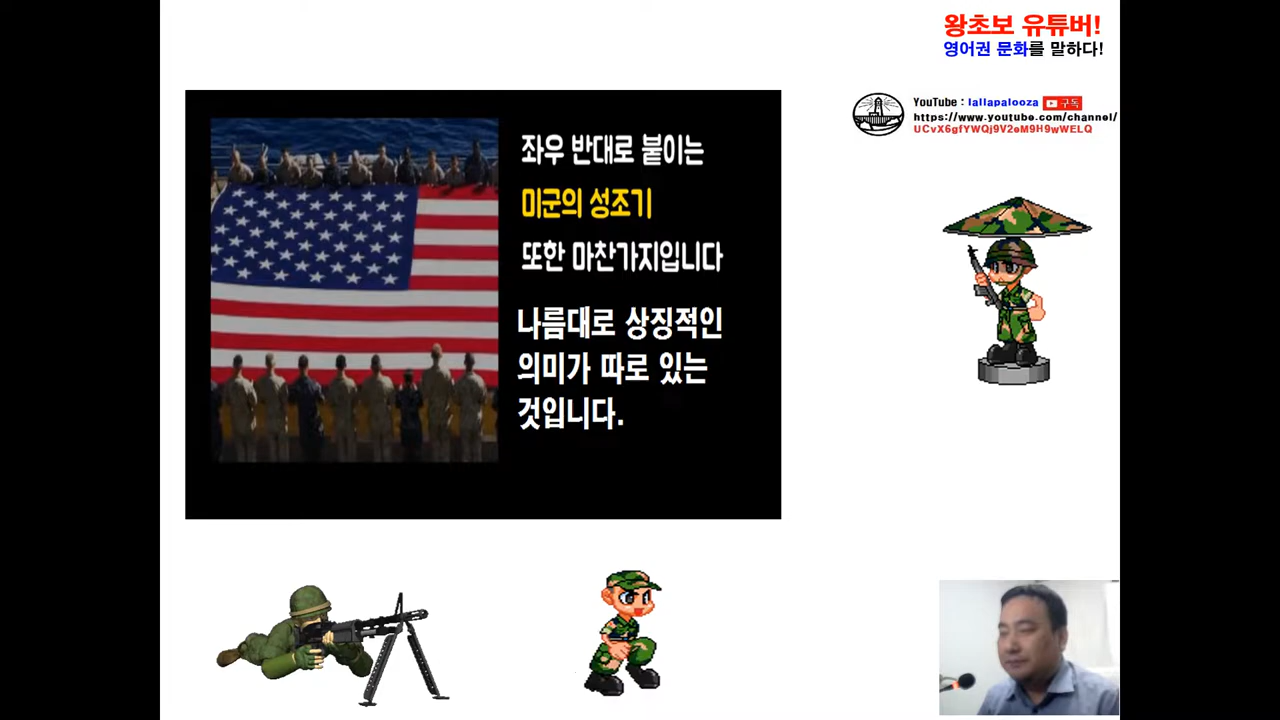 왕초보 유튜버!
영어권 문화를 말하다!
YouTube : lallapalooza 구독
https://www.youtube.com/channel/
UCvX6gfYWQj9V2eM9H9wWELQ
좌우 반대로 붙이는
미군의 성조기
또한 마찬가지입니다
나름대로 상징적인
의미가 따로 있는
것입니다.